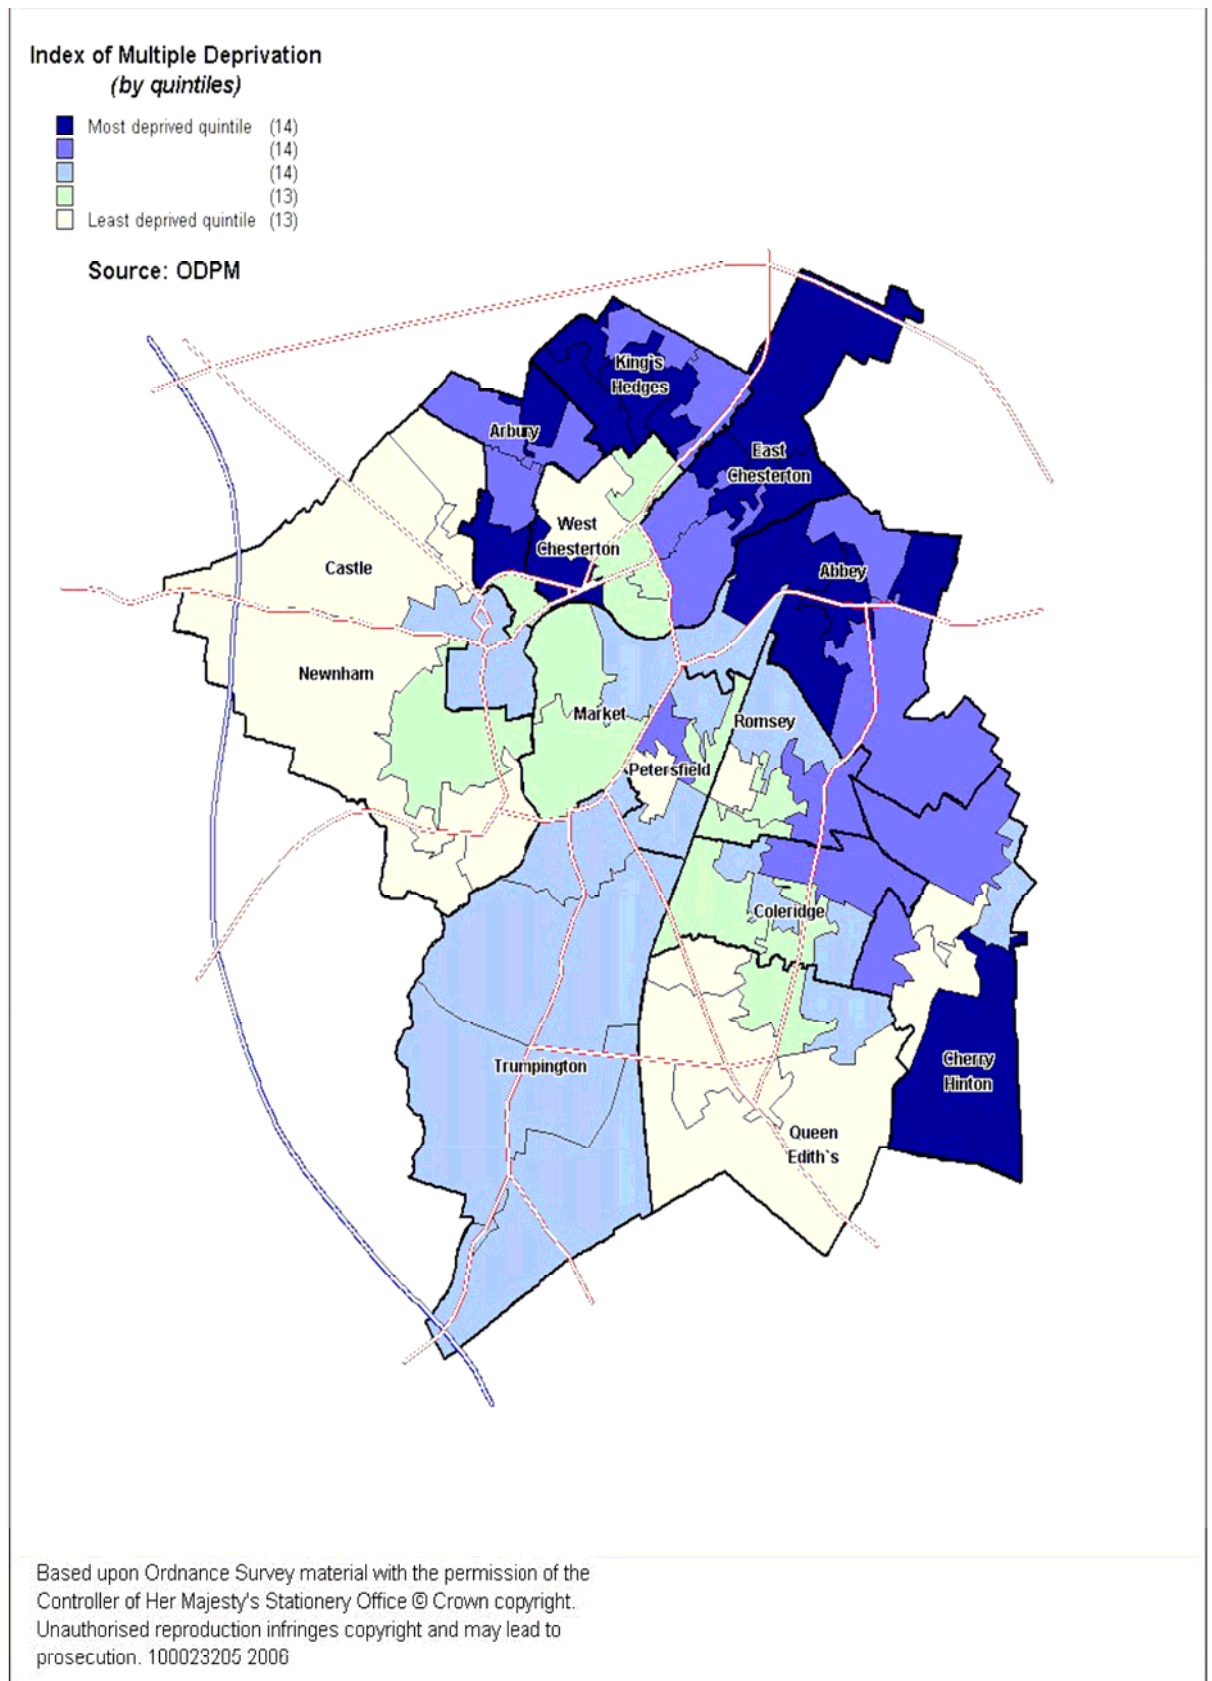 Index of Multiple Deprivation
(by quintiles)
Most deprived quintile (14)
(14)
(14)
(13)
Least deprived quintile (13)
Source: ODPM
King`s
Hedges
Arbury
East
Chesterton
West
Chesterton
Castle
Abbey
Newnham
Market
Romsey
Petersfield
Coleridge
Trumpington
Cherry
Hinton
Queen
Edith`s
Based upon Ordnance Survey material with the permission of the
Controller of Her Majesty's Stationery Office © Crown copyright.
Unauthorised reproduction infringes copyright and may lead to
prosecution. 100023205 2006